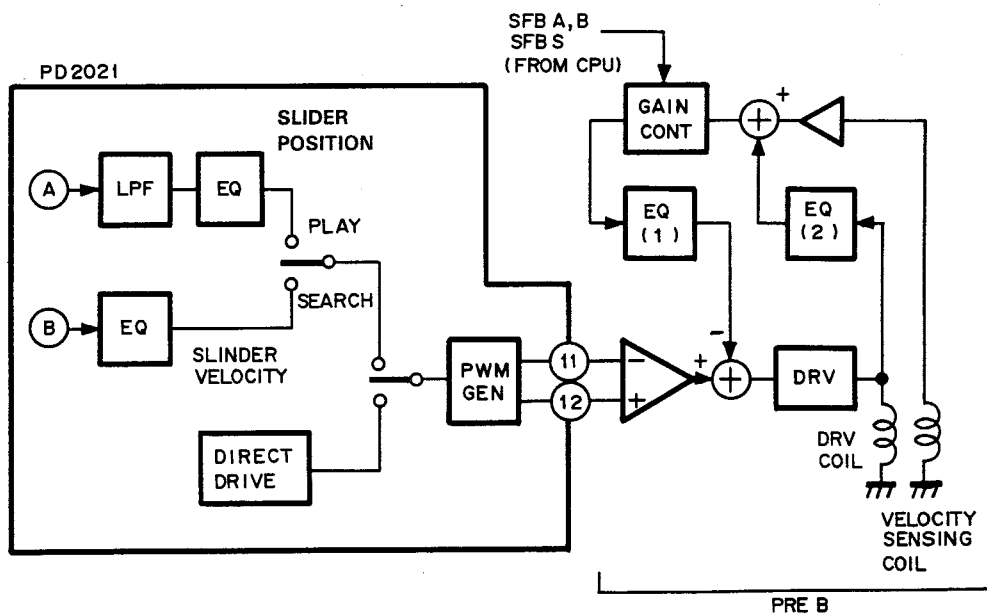 SFB A, B
SFB S
(FROM CPU)
PD2021
SLIDER
POSITION
GAIN
CONT
+
+
A
LPF
EQ
PLAY
EQ
(1)
EQ
(2)
SEARCH
B
EQ
SLINDER
VELOCITY
PWM
GEN
11
12
−
+
+
−
+
DRV
DIRECT
DRIVE
DRV
COIL
VELOCITY
SENSING
COIL
PRE B